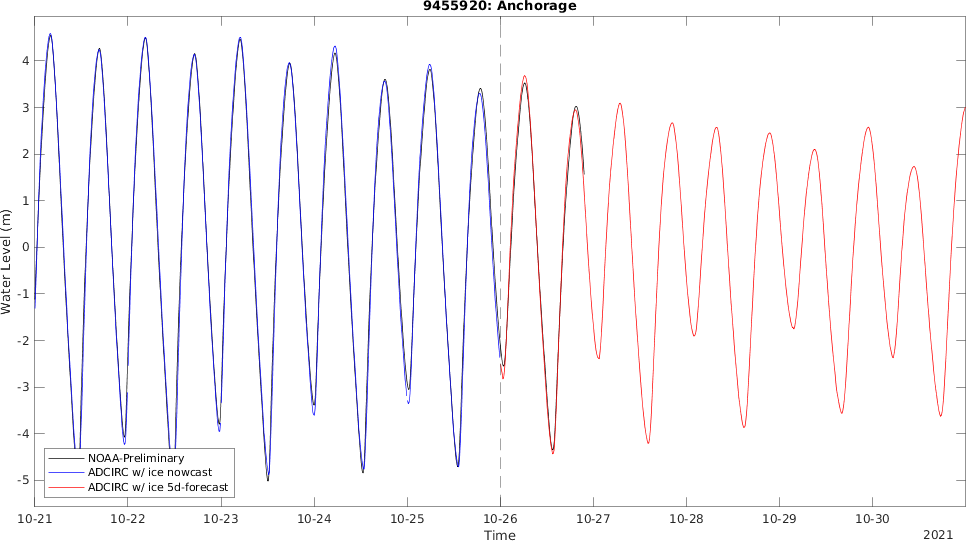 9455920: Anchorage
Water Level (m)
4
3
2
1
0
-1
-2
-3
-4
-5
NOAA-Preliminary
ADCIRC w/ ice nowcast
ADCIRC w/ ice 5d-forecast
10-21 10-22 10-23 10-24 10-25 10-26 10-27 10-28 10-29 10-30
Time
2021